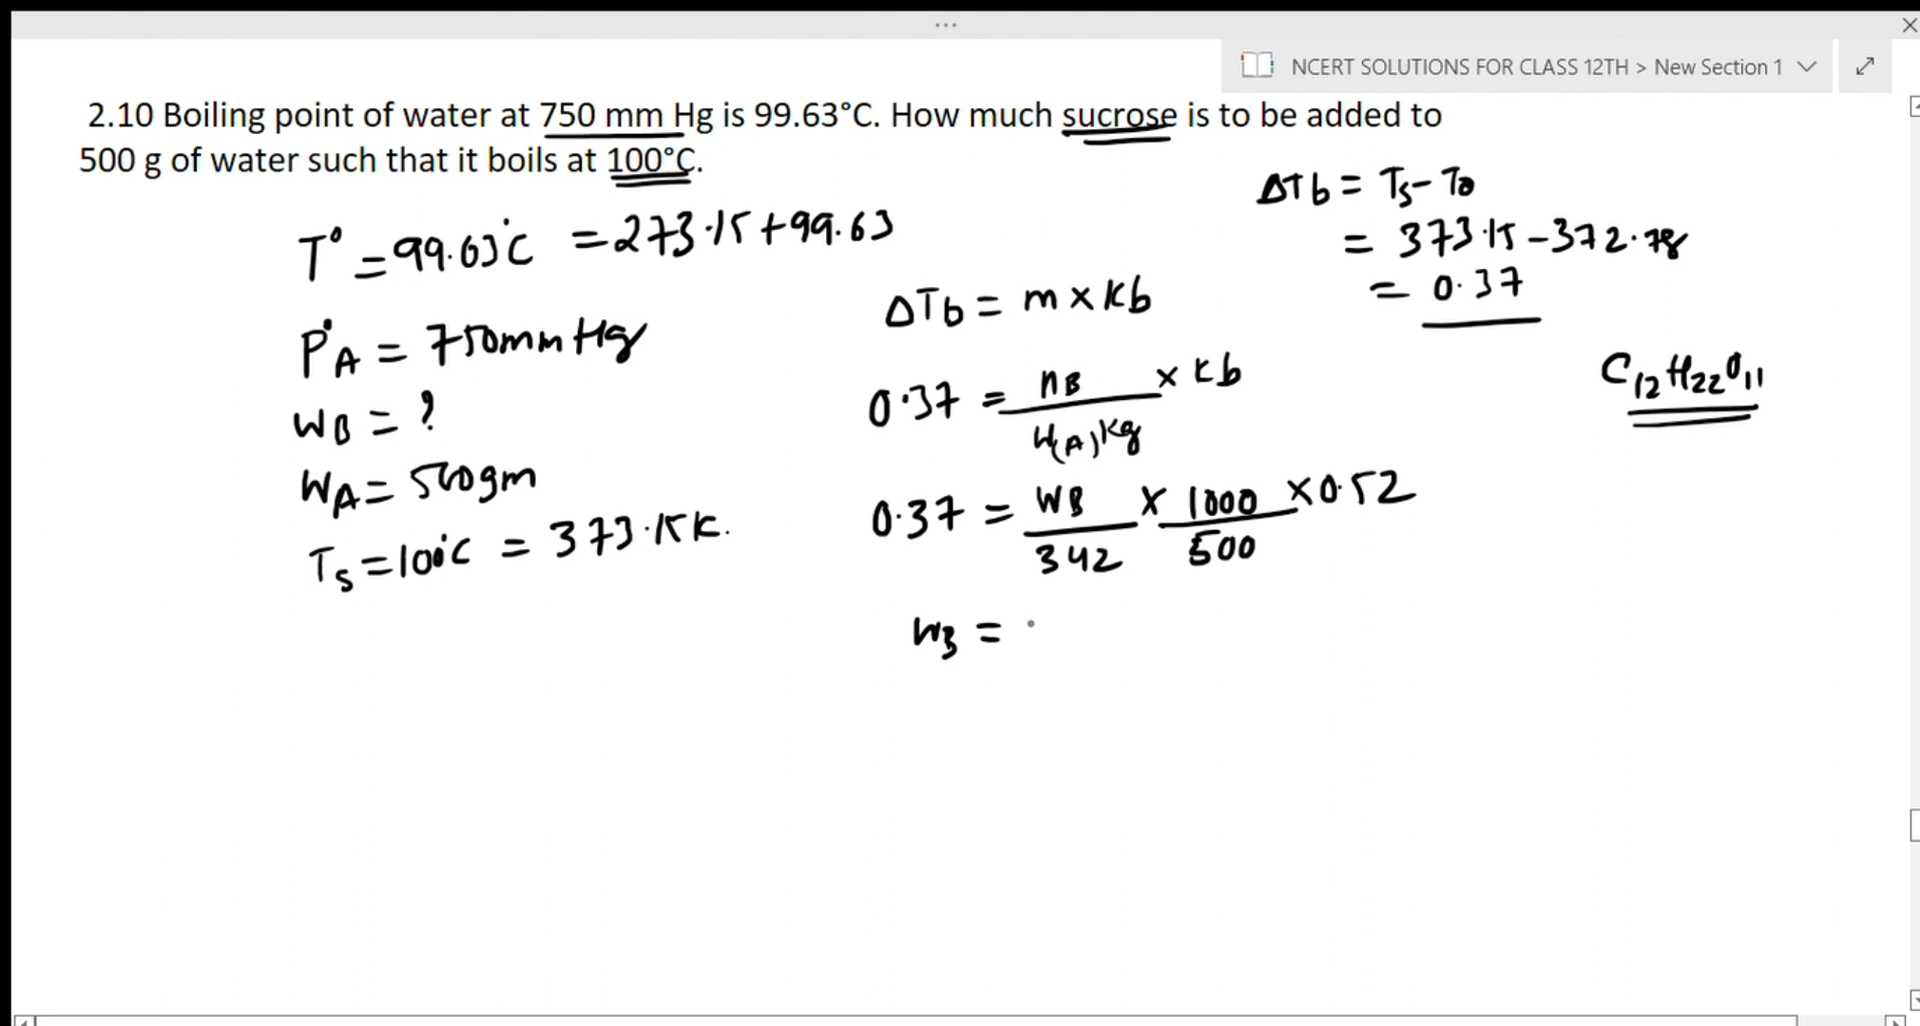 NCERT SOLUTIONS FOR CLASS 12TH > New Section 1
2.10 Boiling point of water at 750 mm Hg is 99.63°C. How much sucrose is to be added to
500 g of water such that it boils at 100°C.
ΔTb = Ts - T0
= 373.15 - 372.78
= 0.37
T° = 99.63°C = 273.15 + 99.63
P°A = 750mm Hg
WB = ?
WA = 500gm
Ts = 100°C = 373.15K.
ΔTb = m × kb
0.37 = nB / W(A)kg × kb
0.37 = WB / 342 × 1000 / 500 × 0.52
WB =
C12H22O11